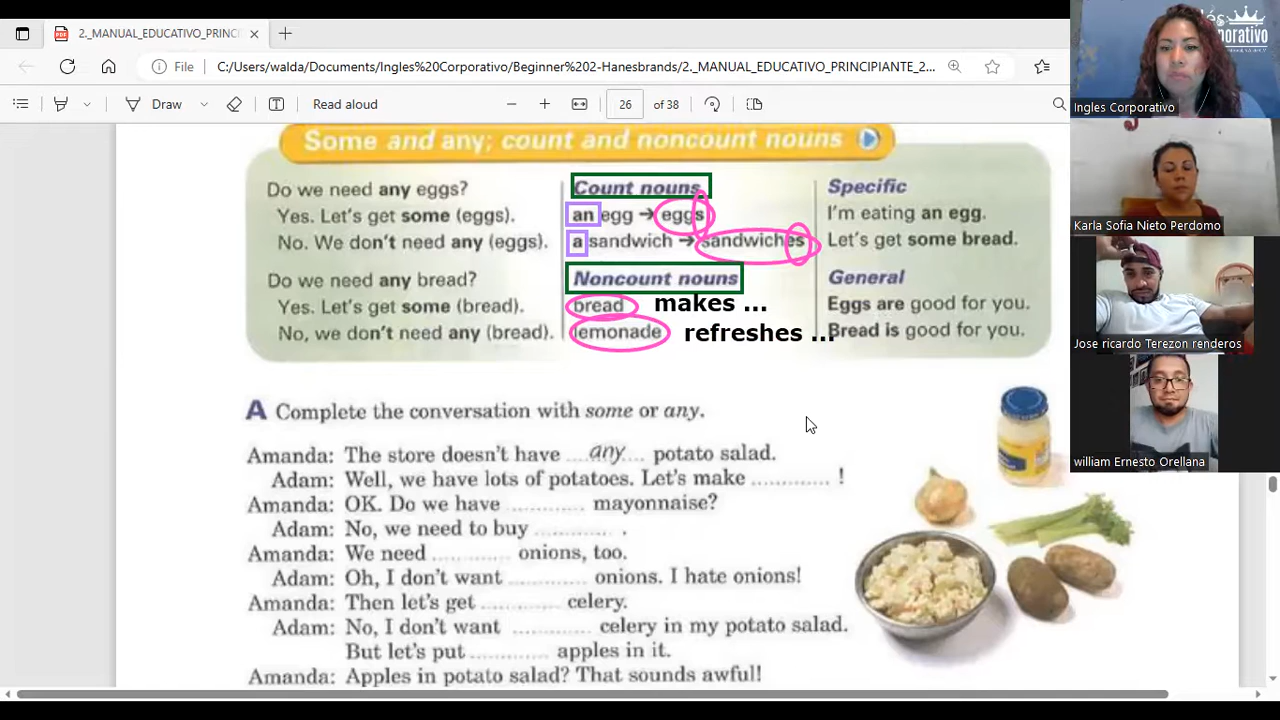 2._MANUAL_EDUCATIVO_PRINC
File C:/Users/walda/Documents/Ingles%20Corporativo/Beginner%202-Hanesbrands/2._MANUAL_EDUCATIVO_PRINCIPIANTE_2...
Draw Read aloud 26 of 38
Some and any; count and noncount nouns
Do we need any eggs?
Yes. Let's get some (eggs).
No. We don't need any (eggs).
Do we need any bread?
Yes. Let's get some (bread).
No, we don't need any (bread).
Count nouns
an egg → eggs
a sandwich → sandwiches
Noncount nouns
bread makes ...
lemonade refreshes ...
Specific
I'm eating an egg.
Let's get some bread.
General
Eggs are good for you.
Bread is good for you.
A Complete the conversation with some or any.
Amanda: The store doesn't have ....any.... potato salad.
Adam: Well, we have lots of potatoes. Let's make ............. !
Amanda: OK. Do we have ............ mayonnaise?
Adam: No, we need to buy ............ .
Amanda: We need ............ onions, too.
Adam: Oh, I don't want ............ onions. I hate onions!
Amanda: Then let's get ............ celery.
Adam: No, I don't want ............ celery in my potato salad.
But let's put ............ apples in it.
Amanda: Apples in potato salad? That sounds awful!
Ingles Corporativo
Karla Sofia Nieto Perdomo
Jose ricardo Terezon renderos
william Ernesto Orellana